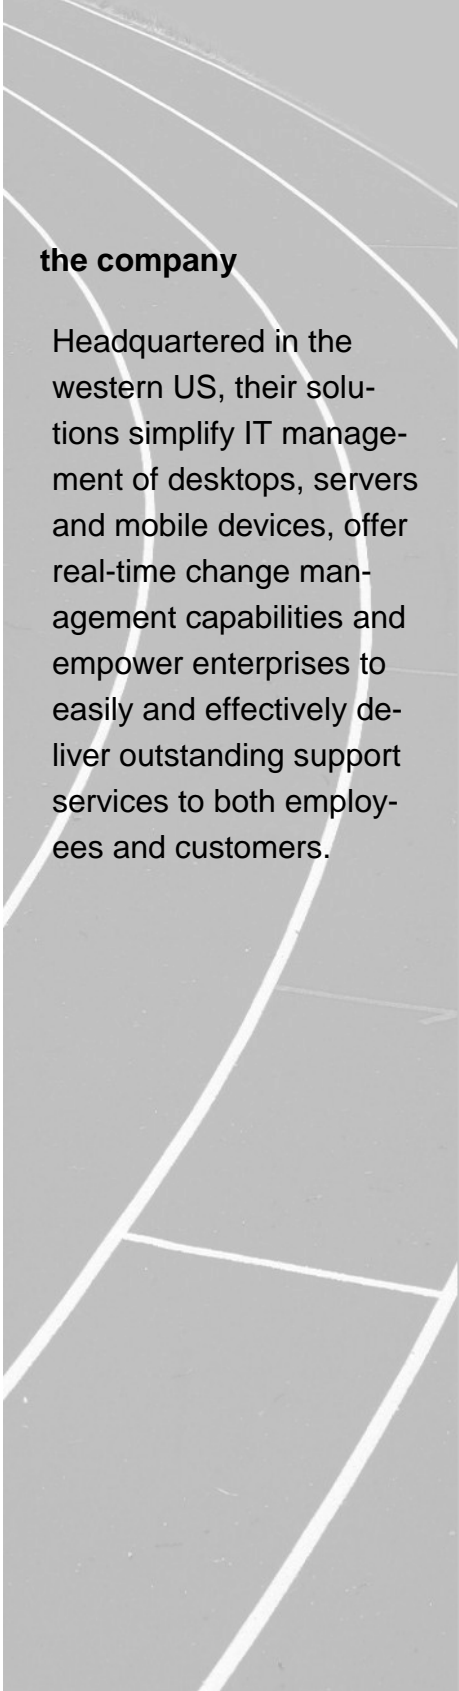 the company
Headquartered in the
western US, their solu-
tions simplify IT manage-
ment of desktops, servers
and mobile devices, offer
real-time change man-
agement capabilities and
empower enterprises to
easily and effectively de-
liver outstanding support
services to both employ-
ees and customers.